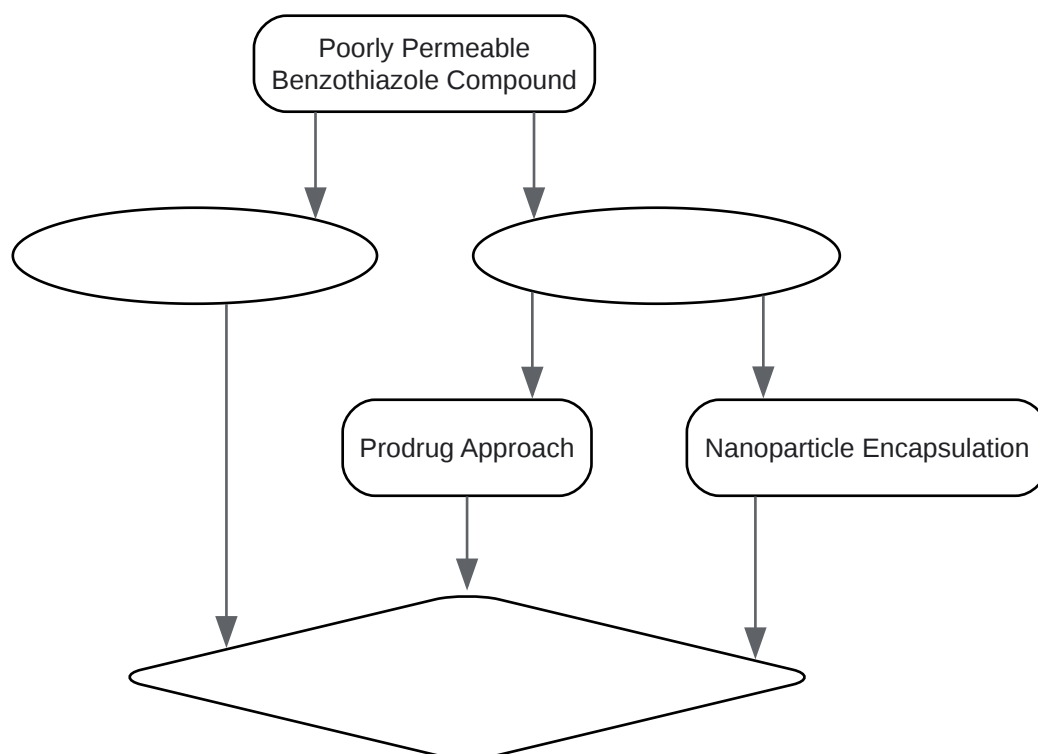 Poorly Permeable
Benzothiazole Compound
Prodrug Approach
Nanoparticle Encapsulation